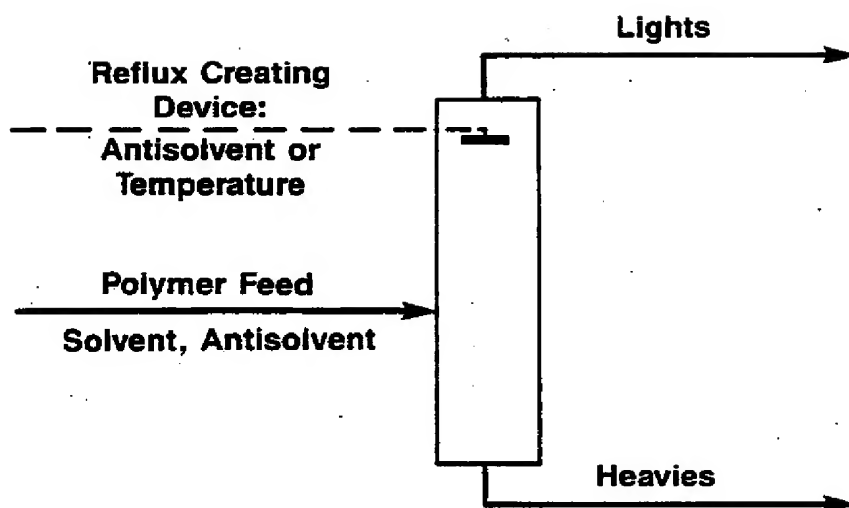 Lights
Reflux Creating
Device:
Antisolvent or
Temperature
Polymer Feed
Solvent, Antisolvent
Heavies